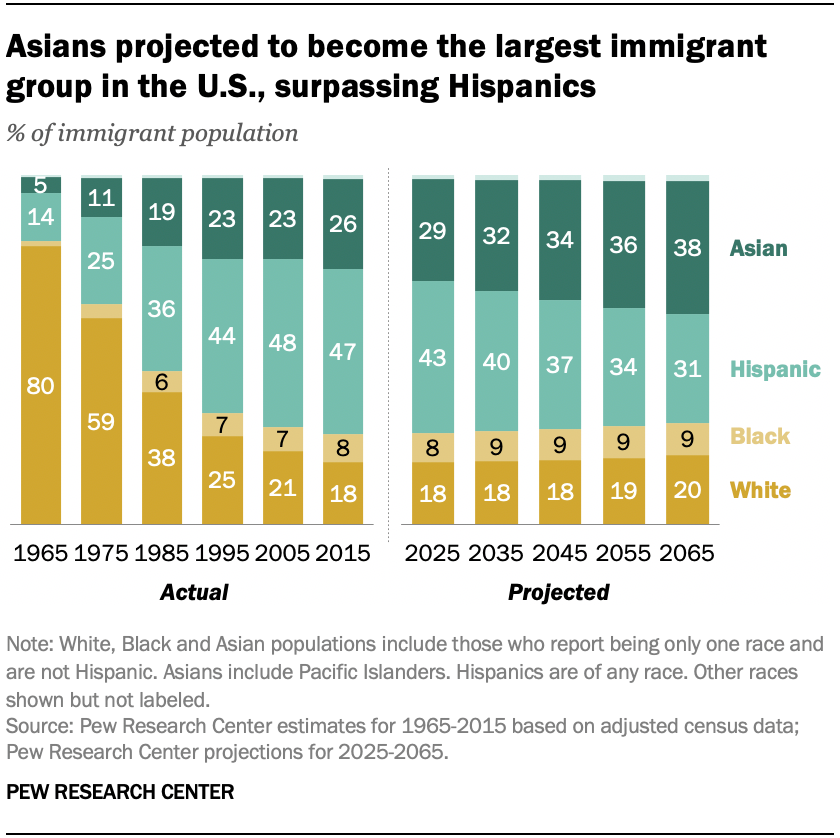 Asians projected to become the largest immigrant
group in the U.S., surpassing Hispanics
% of immigrant population
5 11 19 23 23 26 29 32 34 36 38 Asian
14 25 36 44 48 47 43 40 37 34 31 Hispanic
6 7 7 8 8 9 9 9 9 Black
80 59 38 25 21 18 18 18 18 19 20 White
1965 1975 1985 1995 2005 2015 2025 2035 2045 2055 2065
Actual Projected
Note: White, Black and Asian populations include those who report being only one race and
are not Hispanic. Asians include Pacific Islanders. Hispanics are of any race. Other races
shown but not labeled.
Source: Pew Research Center estimates for 1965-2015 based on adjusted census data;
Pew Research Center projections for 2025-2065.
PEW RESEARCH CENTER